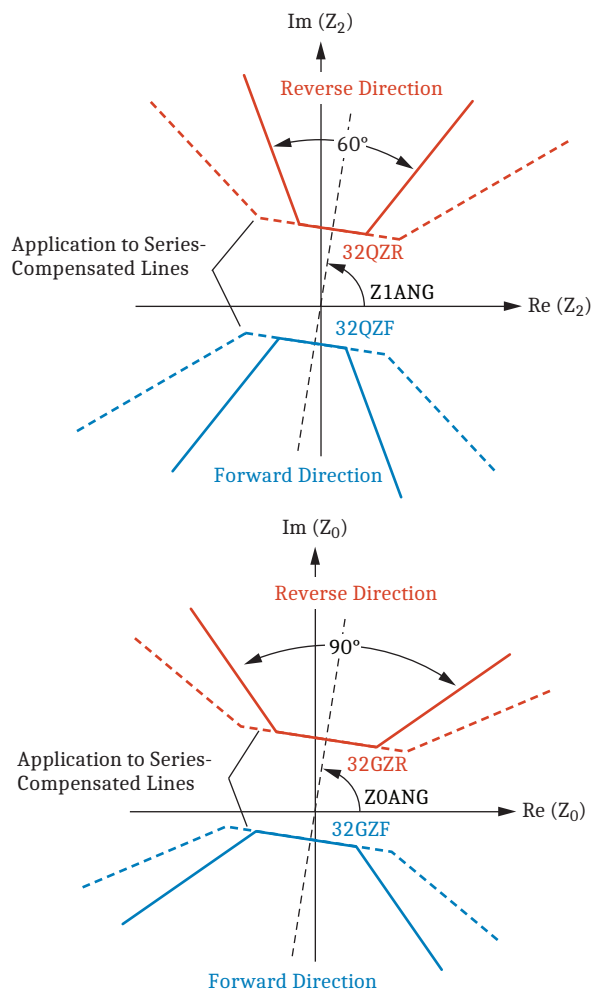 Im (Z2)
Reverse Direction
60°
Application to Series-
Compensated Lines
32QZR
Z1ANG
Re (Z2)
32QZF
Forward Direction
Im (Z0)
Reverse Direction
90°
Application to Series-
Compensated Lines
32GZR
Z0ANG
Re (Z0)
32GZF
Forward Direction